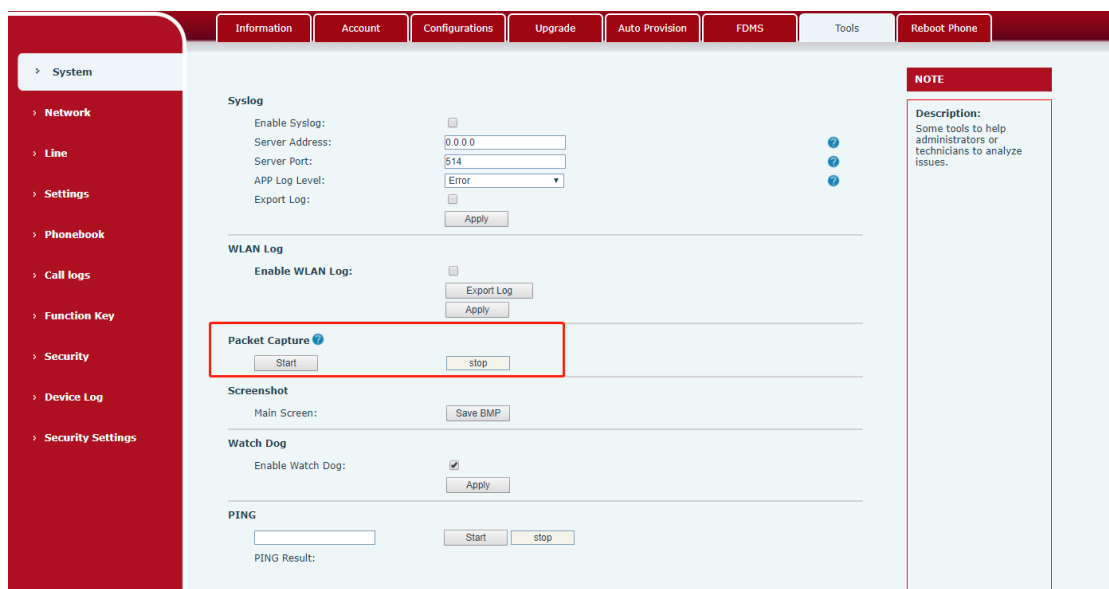 Information Account Configurations Upgrade Auto Provision FDMS Tools Reboot Phone
› System
› Network
› Line
› Settings
› Phonebook
› Call logs
› Function Key
› Security
› Device Log
› Security Settings
Syslog
Enable Syslog:
Server Address: 0.0.0.0 ?
Server Port: 514 ?
APP Log Level: Error ▼ ?
Export Log:
Apply
WLAN Log
Enable WLAN Log:
Export Log
Apply
Packet Capture ?
Start stop
Screenshot
Main Screen: Save BMP
Watch Dog
Enable Watch Dog: ✔
Apply
PING
Start stop
PING Result:
NOTE
Description:
Some tools to help
administrators or
technicians to analyze
issues.